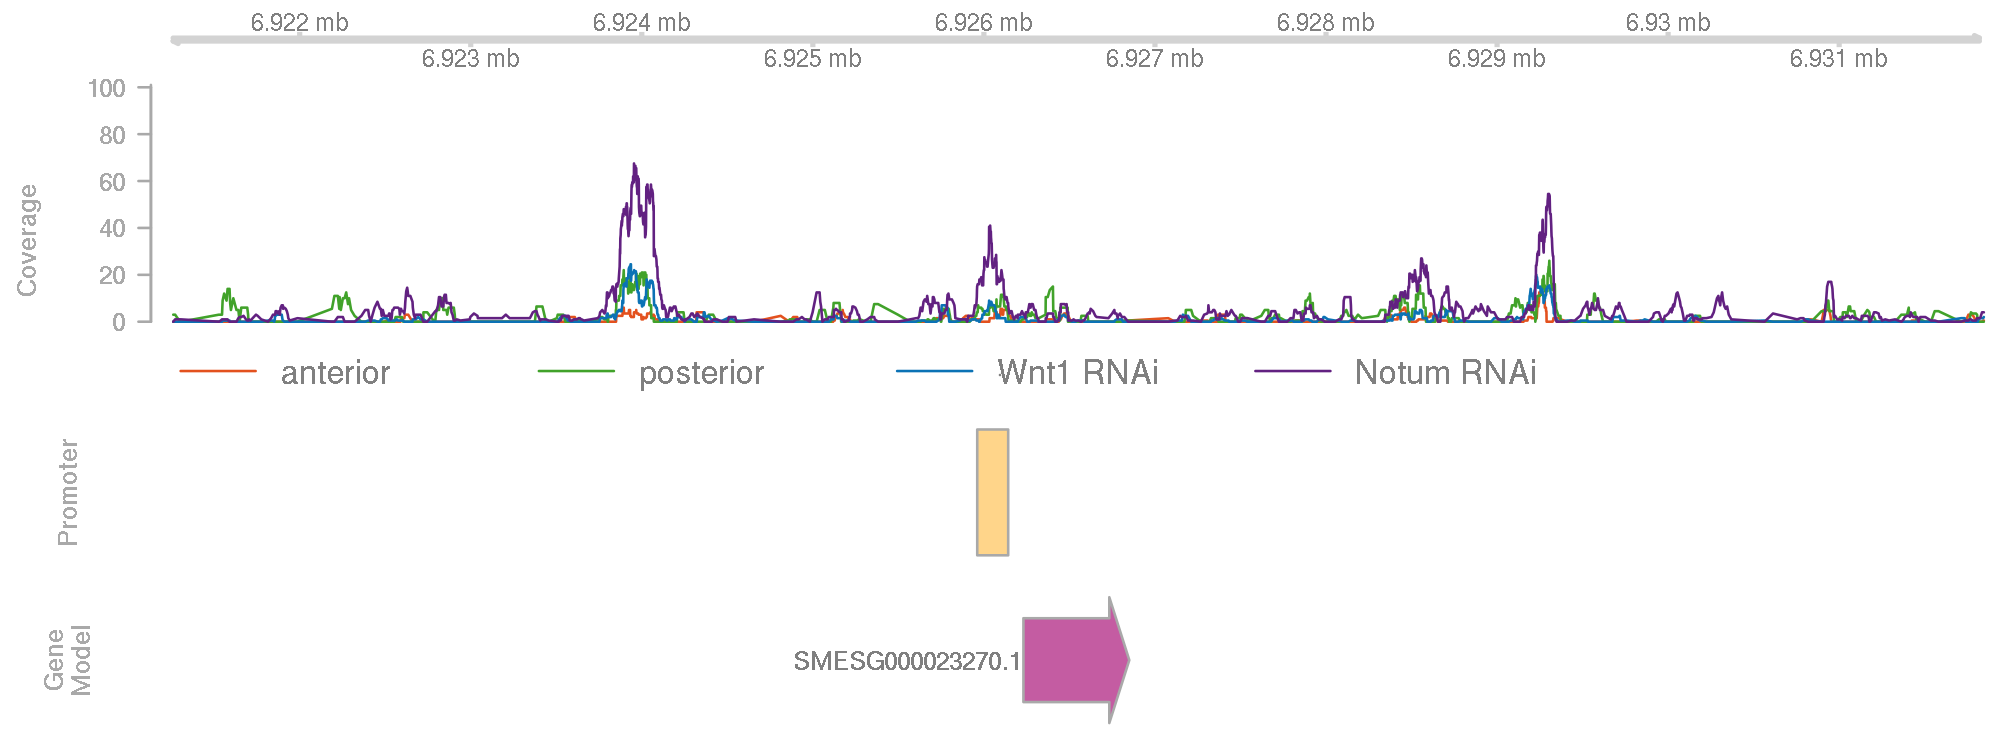 6.922 mb 6.924 mb 6.926 mb 6.928 mb 6.93 mb
6.923 mb 6.925 mb 6.927 mb 6.929 mb 6.931 mb
100
80
60
40
20
0
Coverage
anterior posterior Wnt1 RNAi Notum RNAi
Promoter
Gene
Model
SMESG000023270.1